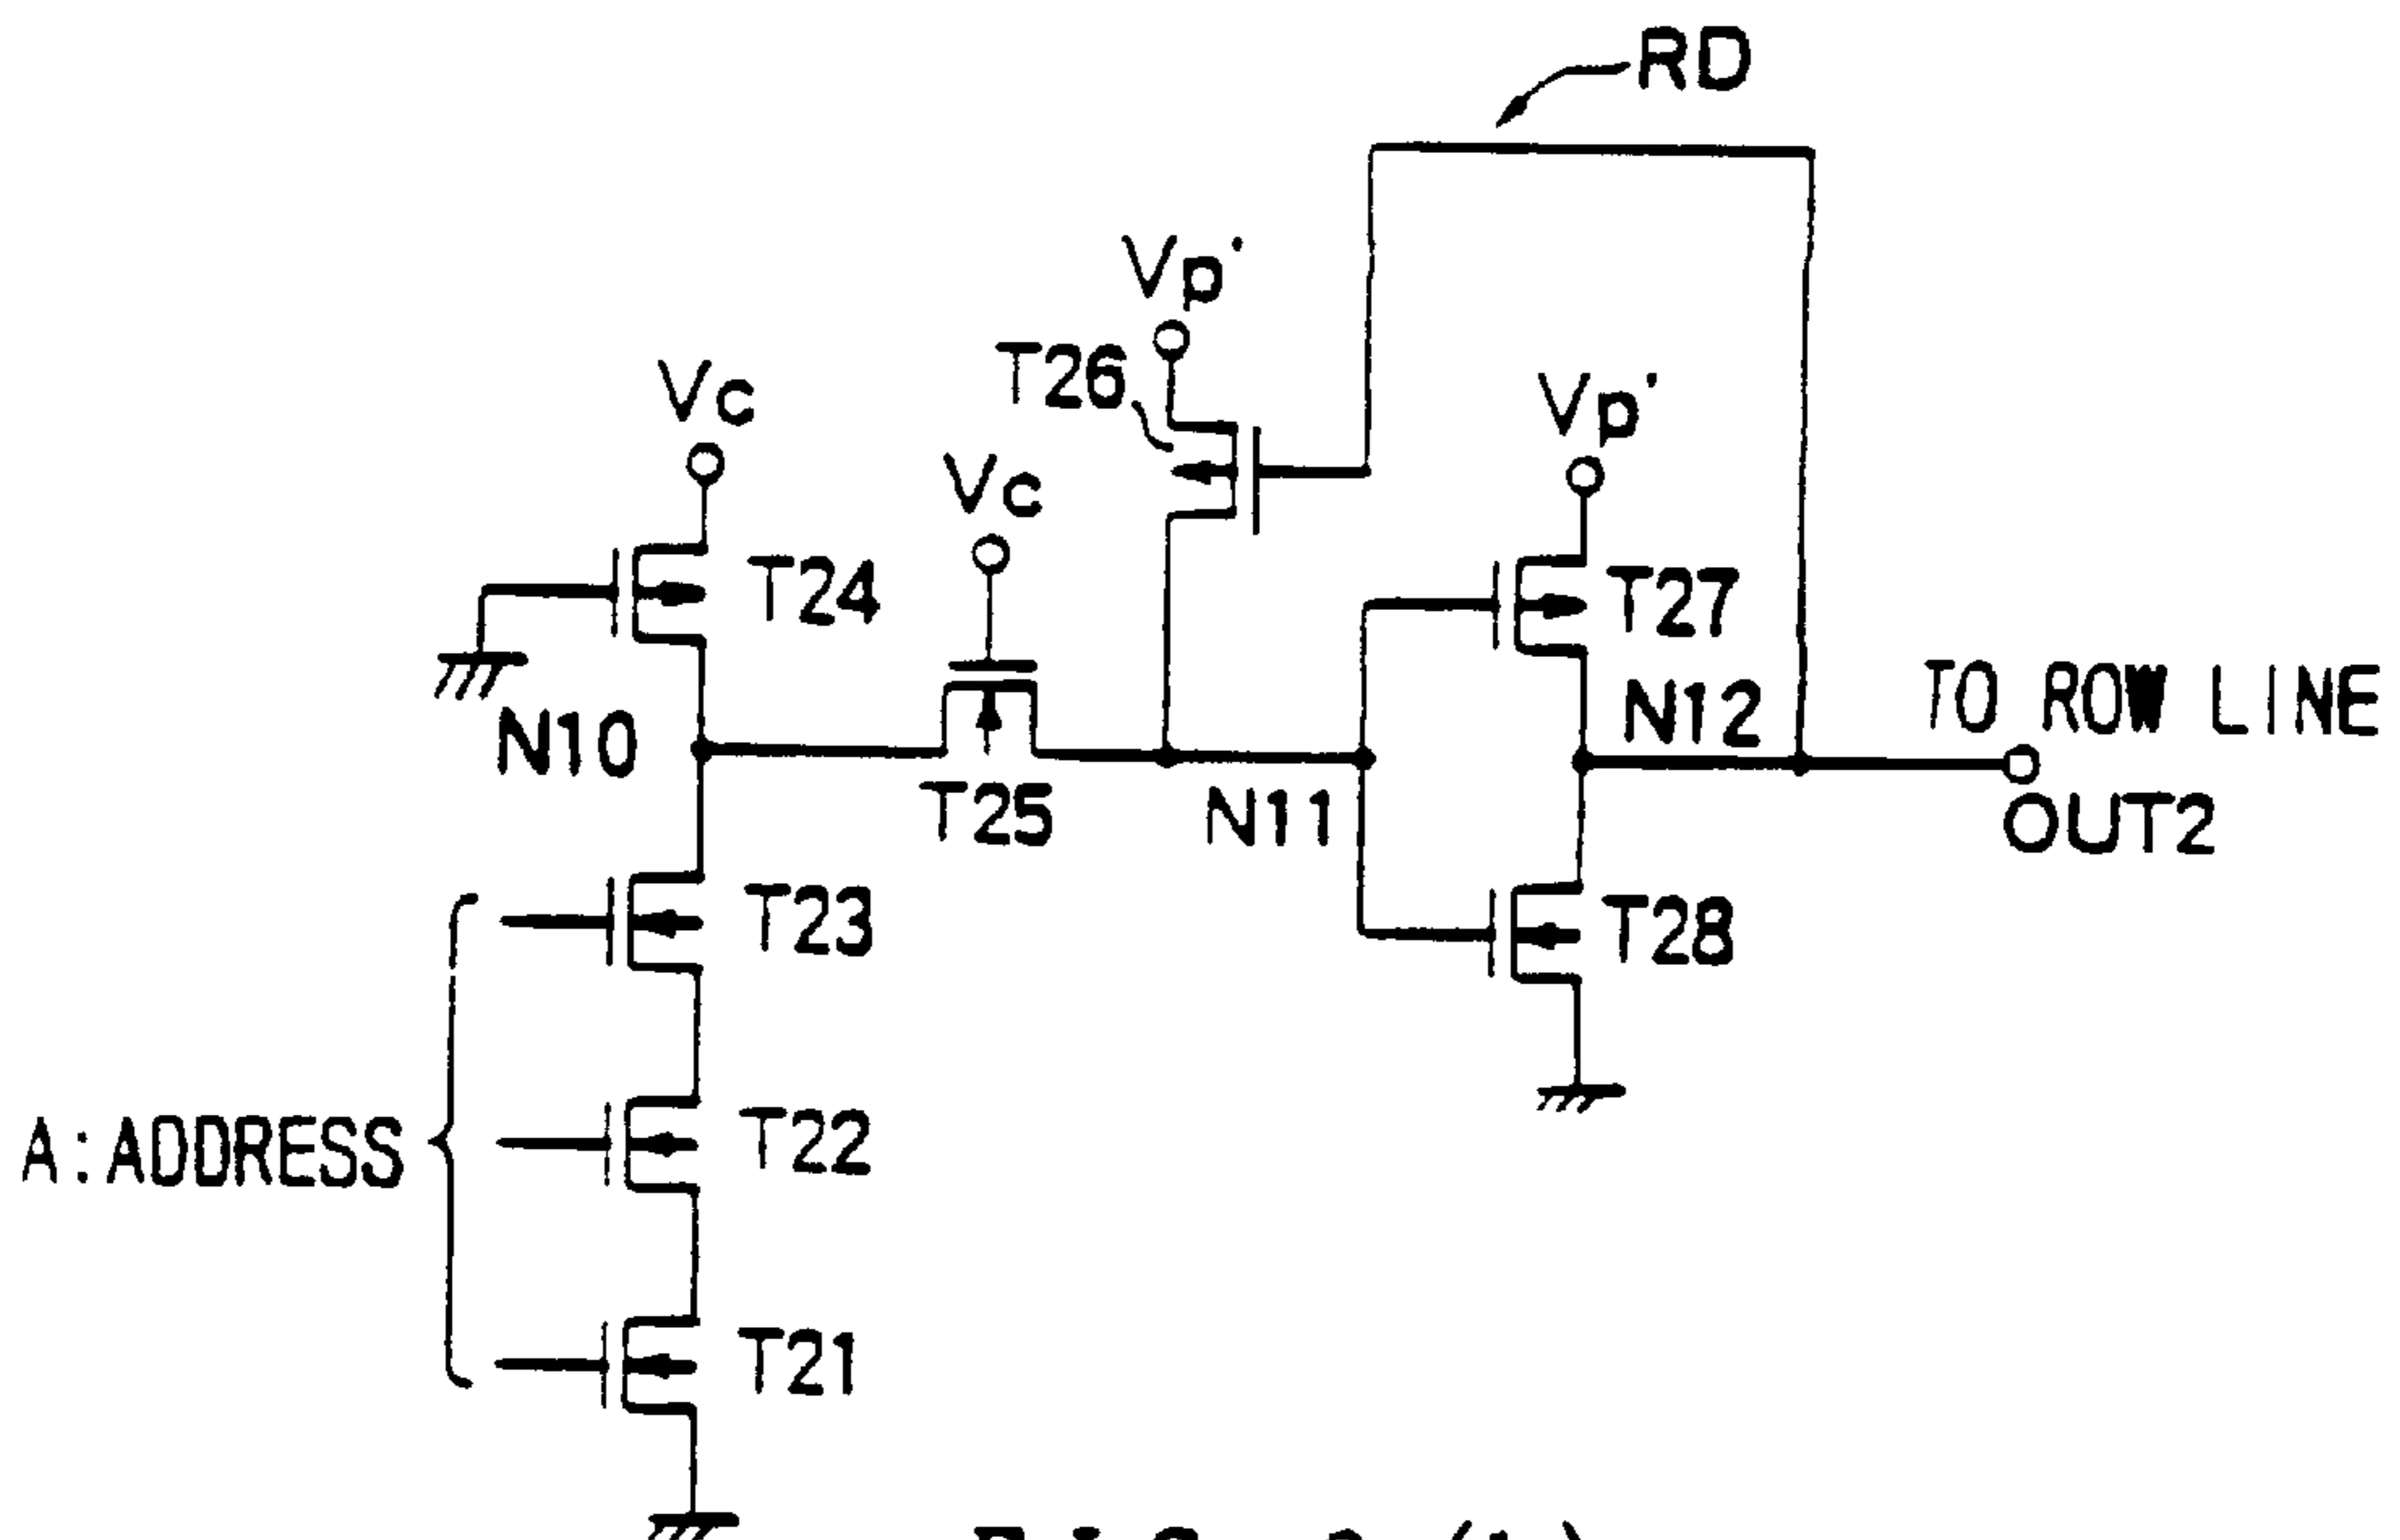 RD
Vp'
T26
Vc
Vc
Vp'
T24
T27
N10
T25
N11
N12
TO ROW LINE
OUT2
T23
T28
A:ADDRESS
T22
T21